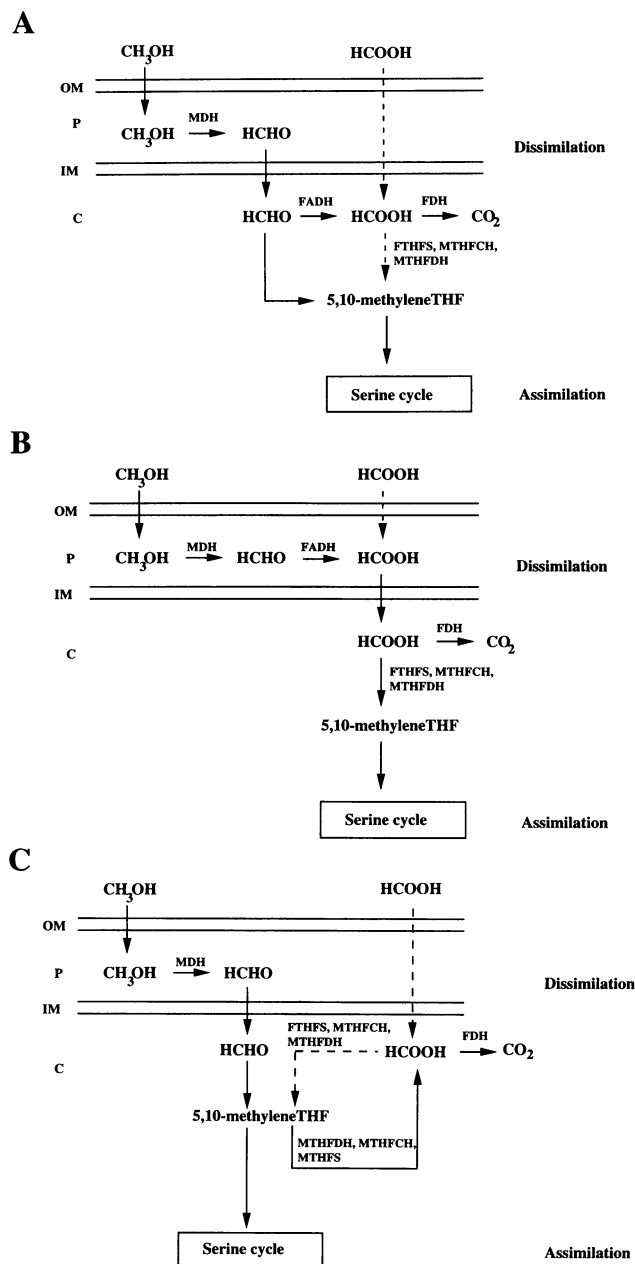 A
CH3OH HCOOH
OM
P CH3OH MDH HCHO
Dissimilation
IM
C HCHO FADH HCOOH FDH CO2
FTHFS, MTHFCH,
MTHFDH
5,10-methyleneTHF
Serine cycle Assimilation
B
CH3OH HCOOH
OM
P CH3OH MDH HCHO FADH HCOOH
Dissimilation
IM
C HCOOH FDH CO2
FTHFS, MTHFCH,
MTHFDH
5,10-methyleneTHF
Serine cycle Assimilation
C
CH3OH HCOOH
OM
P CH3OH MDH HCHO
Dissimilation
IM
FTHFS, MTHFCH,
MTHFDH
C HCHO HCOOH FDH CO2
5,10-methyleneTHF
MTHFDH, MTHFCH,
MTHFS
Serine cycle Assimilation